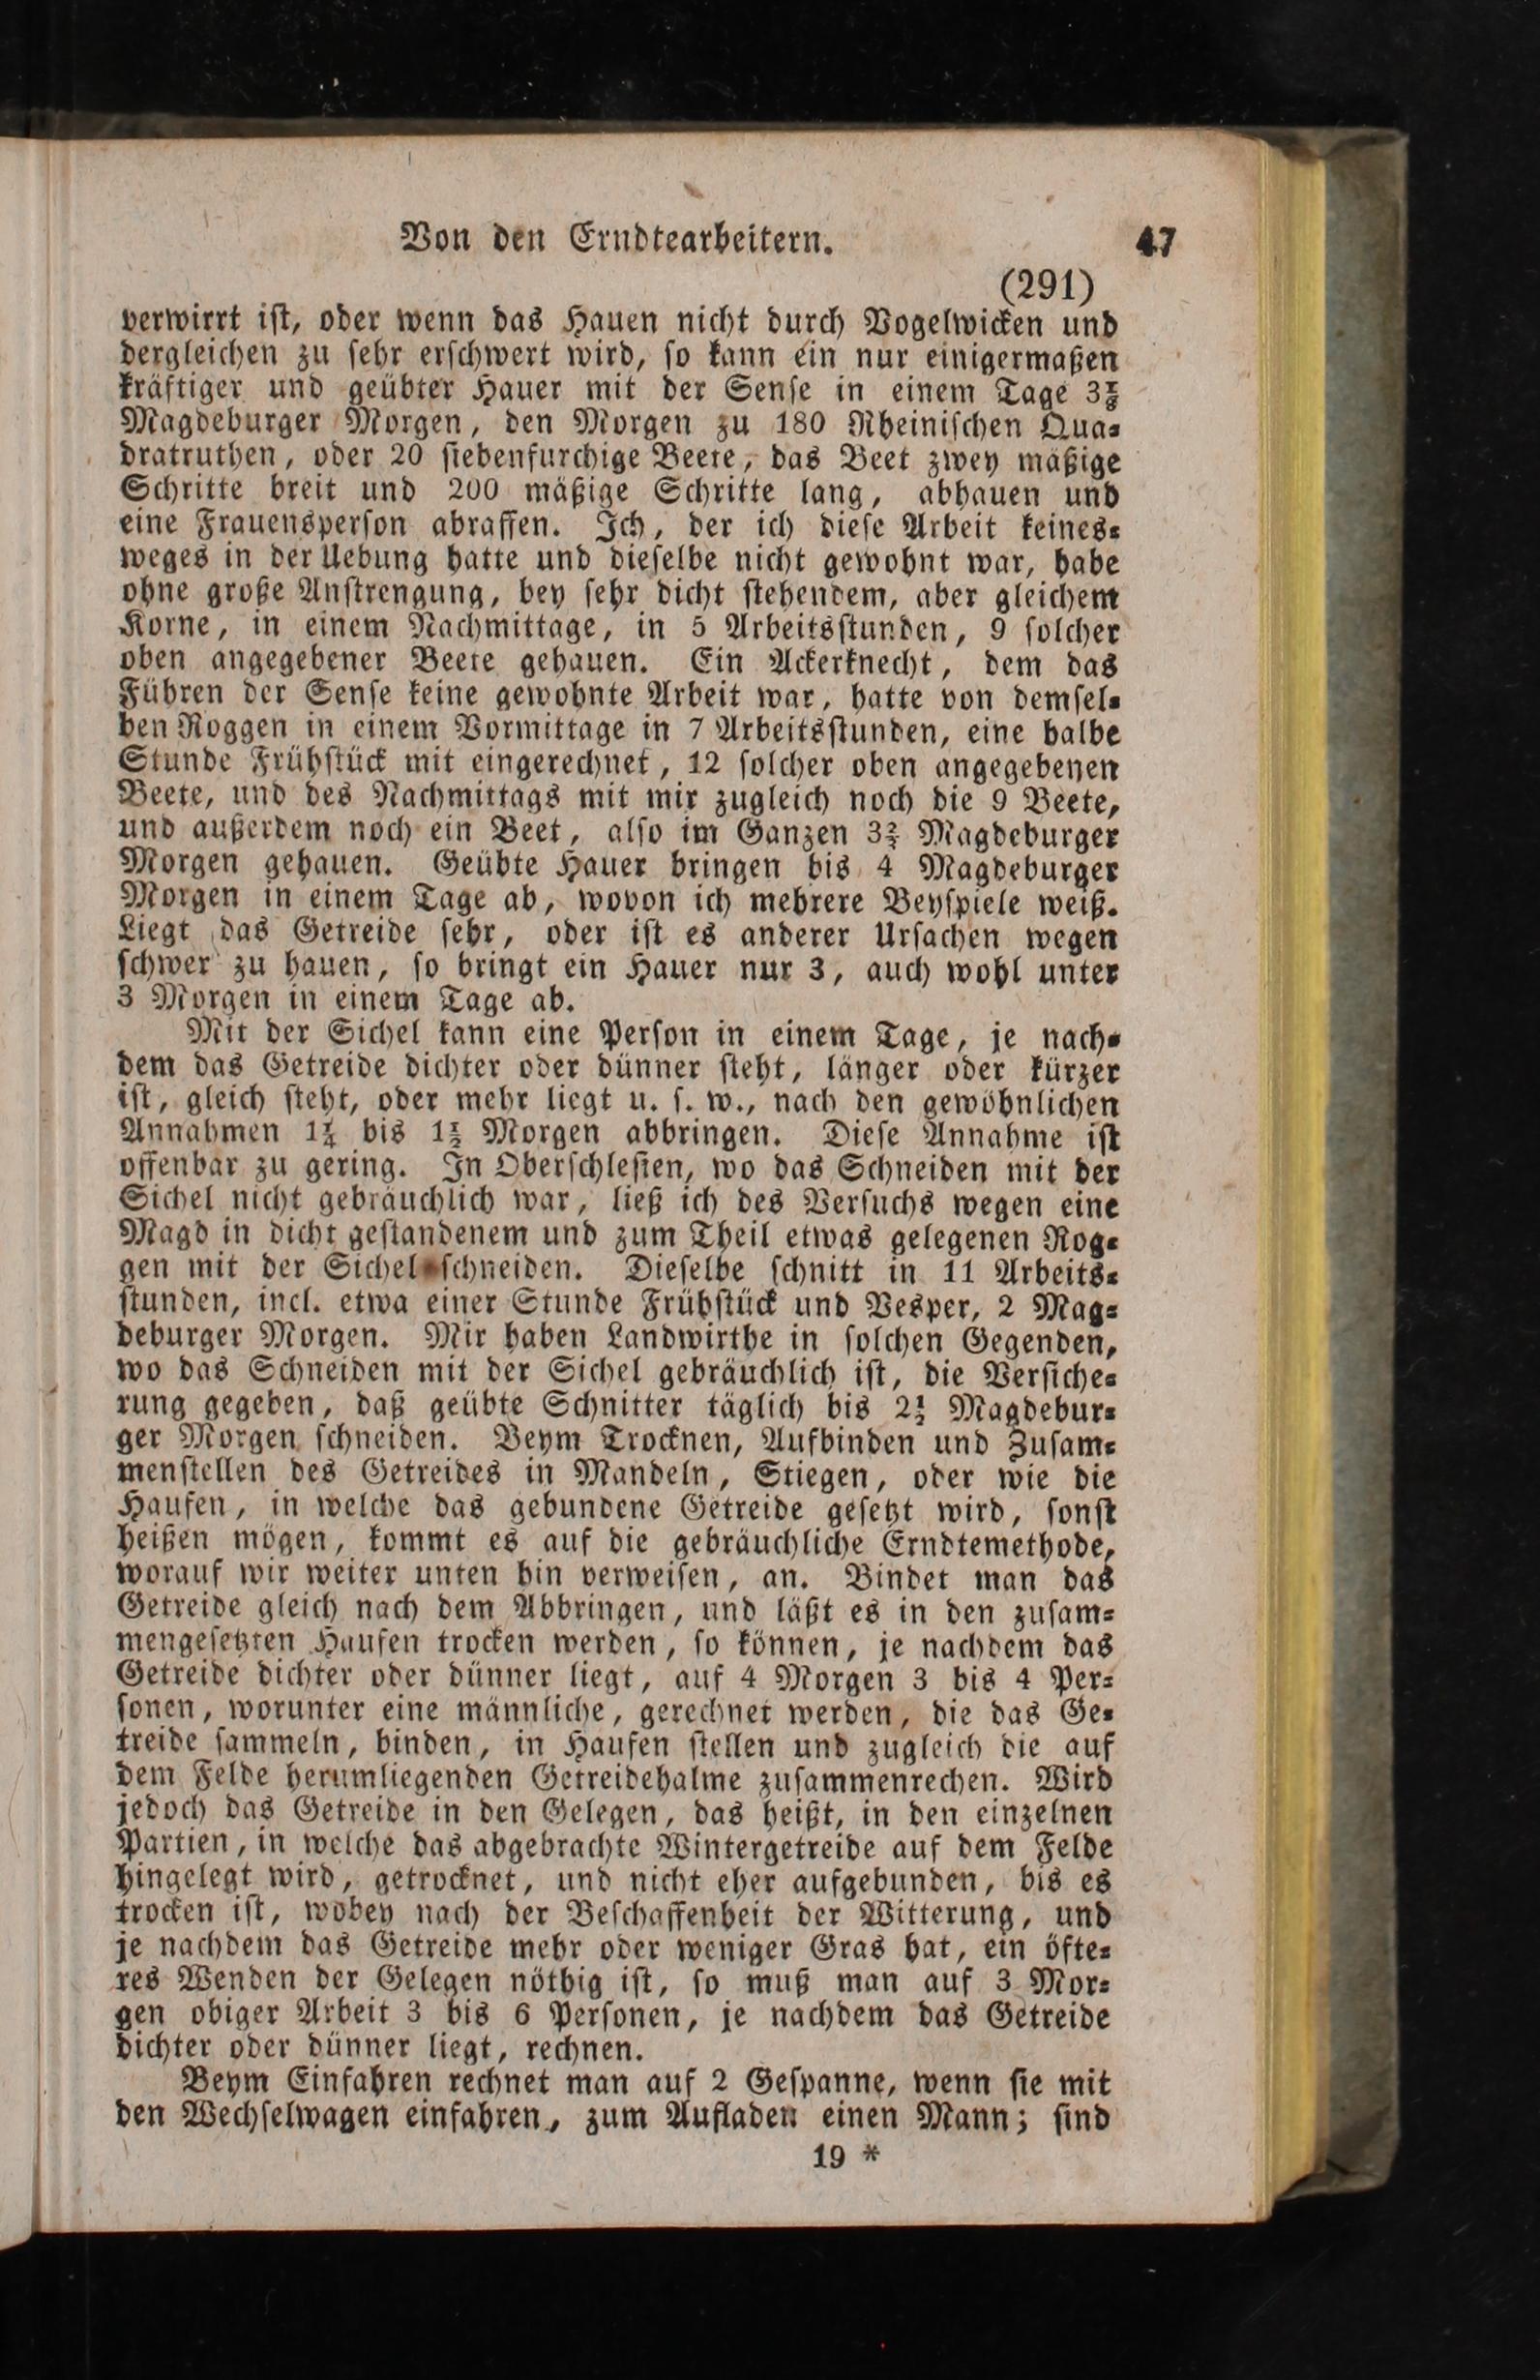 Von den Erndtearbeitern. 47
(291)
verwirrt iſt, oder wenn das Hauen nicht durch Vogelwicken und
dergleichen zu ſehr erſchwert wird, ſo kann ein nur einigermaßen
kräftiger und geübter Hauer mit der Senſe in einem Tage
Magdeburger Morgen, den Morgen zu 180 Rheiniſchen Qua⸗
dratruthen, oder 20 ſiebenfurchige Beete, das Beet zwey mäßige
Schritte breit und 200 mäßige Schritte lang, abhauen und
eine Frauensperſon abraffen. Ich, der ich dieſe Arbeit keines⸗
weges in der Uebung hatte und dieſelbe nicht gewohnt war, habe
ohne große Anſtrengung, bey ſehr dicht ſtehendem, aber gleichem
Korne, in einem Nachmittage, in 5 Arbeitsſtunden, 9 ſolcher
oben angegebener Beete gehauen. Ein Ackerknecht, dem das
Führen der Senſe keine gewohnte Arbeit war, hatte von demſel⸗
ben Roggen in einem Vormittage in 7 Arbeitsſtunden, eine halbe
Stunde Frühſtück mit eingerechnet, 12 ſolcher oben angegebenen
Beete, und des Nachmittags mit mir zugleich noch die 9 Beete,
und außerdem noch ein Beet, alſo im Ganzen 3¾ Magdeburger
Morgen gehauen. Geübte Hauer bringen bis 4 Magdeburger
Morgen in einem Tage ab, wovon ich mehrere Beyſpiele weiß.
Liegt das Getreide ſehr, oder iſt es anderer Urſachen wegen
ſchwer zu hauen, ſo bringt ein Hauer nur 3, auch wohl unter
3 Morgen in einem Tage ab.
Mit der Sichel kann eine Perſon in einem Tage, je nach⸗
dem das Getreide dichter oder dünner ſteht, länger oder kürzer
iſt, gleich ſteht, oder mehr liegt u. ſ. w., nach den gewöhnlichen
Annahmen 1¼ bis 1½ Morgen abbringen. Dieſe Annahme iſt
offenbar zu gering. In Oberſchleſien, wo das Schneiden mit der
Sichel nicht gebräuchlich war, ließ ich des Verſuchs wegen eine
Magd in dicht geſtandenem und zum Theil etwas gelegenen Rog⸗
gen mit der Sichel ſchneiden. Dieſelbe ſchnitt in 11 Arbeits⸗
ſtunden, incl. etwa einer Stunde Frühſtück und Vesper, 2 Mag⸗
deburger Morgen. Mir haben Landwirthe in ſolchen Gegenden,
wo das Schneiden mit der Sichel gebräuchlich iſt, die Verſiche⸗
rung gegeben, daß geübte Schnitter täglich bis 2½ Magdebur⸗
ger Morgen ſchneiden. Beym Trocknen, Aufbinden und Zuſam⸗
menſtellen des Getreides in Mandeln, Stiegen, oder wie die
Haufen, in welche das gebundene Getreide geſetzt wird, ſonſt
heißen mögen, kommt es auf die gebräuchliche Erndtemethode,
worauf wir weiter unten hin verweiſen, an. Bindet man das
Getreide gleich nach dem Abbringen, und läßt es in den zuſam⸗
mengeſetzten Haufen trocken werden, ſo können, je nachdem das
Getreide dichter oder dünner liegt, auf 4 Morgen 3 bis 4 Per⸗
ſonen, worunter eine männliche, gerechnet werden, die das Ge⸗
treide ſammeln, binden, in Haufen ſtellen und zugleich die auf
dem Felde herumliegenden Getreidehalme zuſammenrechen. Wird
jedoch das Getreide in den Gelegen, das heißt, in den einzelnen
Partien, in welche das abgebrachte Wintergetreide auf dem Felde
hingelegt wird, getrocknet, und nicht eher aufgebunden, bis es
trocken iſt, wobey nach der Beſchaffenheit der Witterung, und
je nachdem das Getreide mehr oder weniger Gras hat, ein öfte⸗
res Wenden der Gelegen nöthig iſt, ſo muß man auf 3 Mor⸗
gen obiger Arbeit 3 bis 6 Perſonen, je nachdem das Getreide
dichter oder dünner liegt, rechnen.
Beym Einfahren rechnet man auf 2 Geſpanne, wenn ſie mit
den Wechſelwagen einfahren, zum Aufladen einen Mann; ſind
19 *